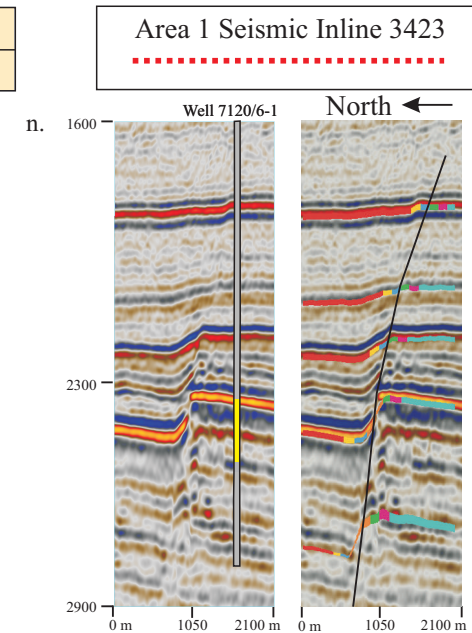 Area 1 Seismic Inline 3423
n.
Well 7120/6-1
North
1600
2300
2900
0 m 1050 2100 m
0 m 1050 2100 m